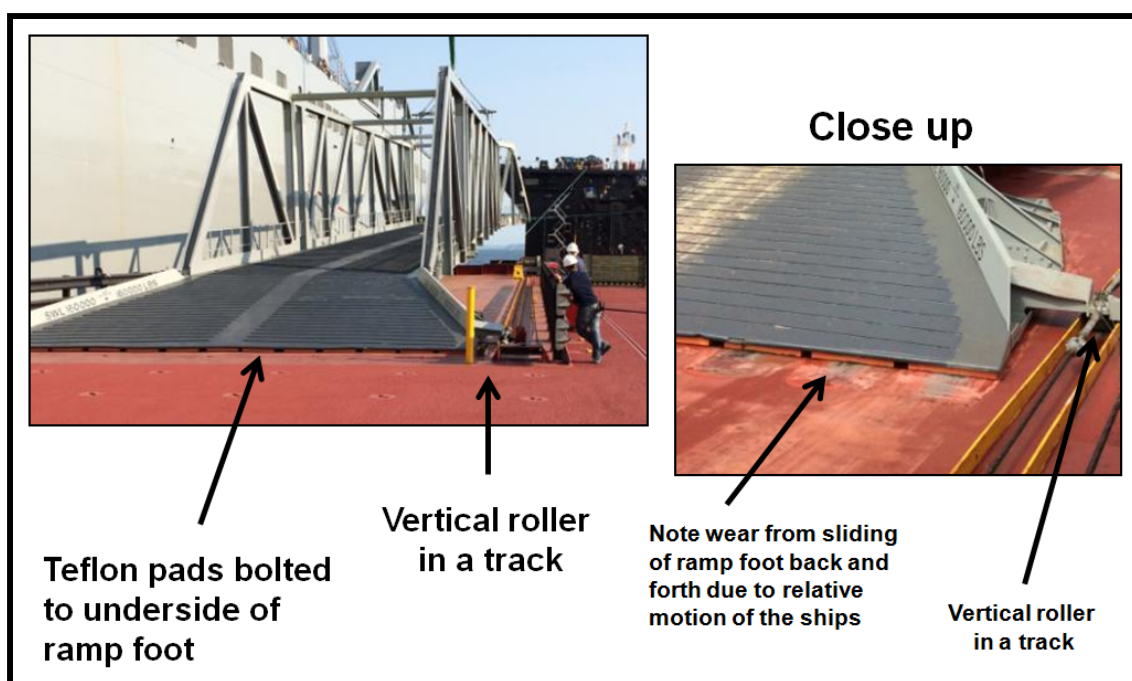 Close up
Teflon pads bolted
to underside of
ramp foot
Vertical roller
in a track
Note wear from sliding
of ramp foot back and
forth due to relative
motion of the ships
Vertical roller
in a track